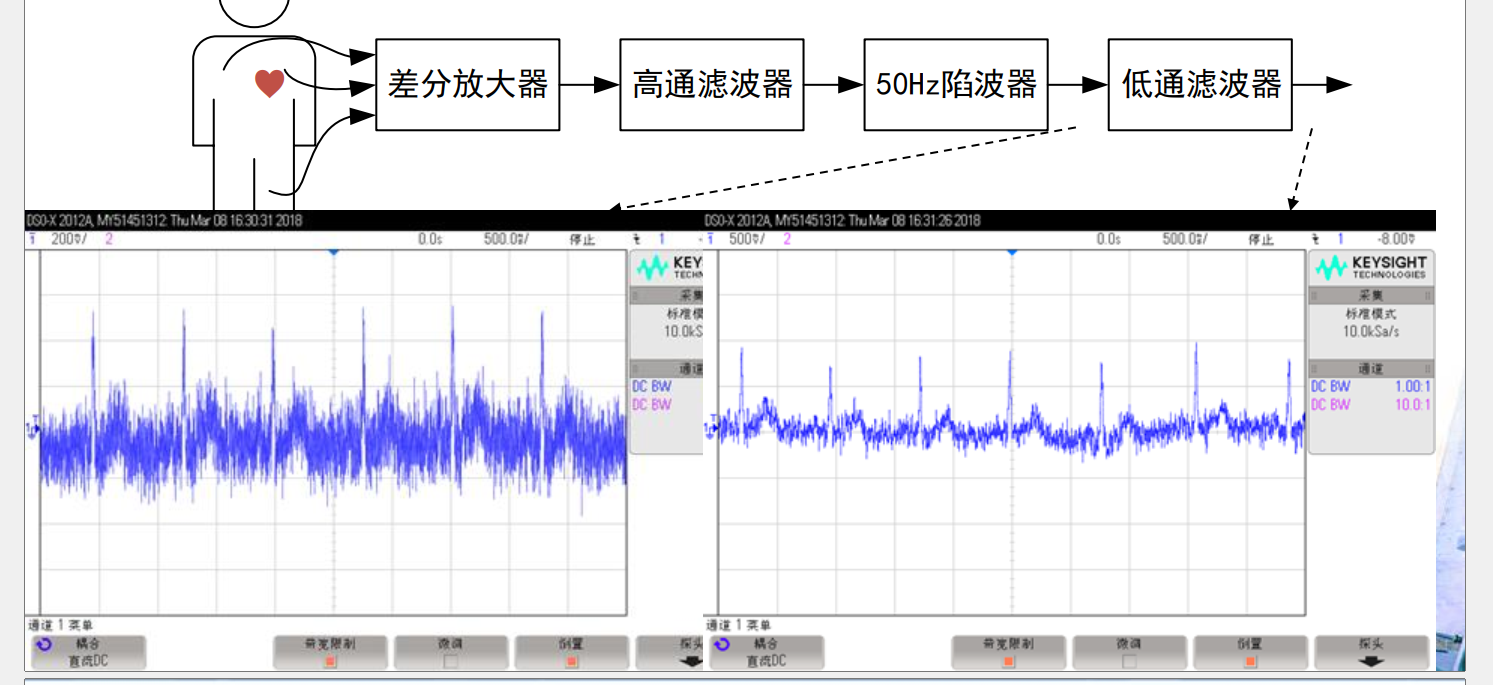 差分放大器
高通滤波器
50Hz陷波器
低通滤波器
DSO-X 2012A, MY51451312: Thu Mar 08 16:30:31 2018
1 200▽/ 2 0.0s 500.0▽/ 停止 1 -
KEY
TECHN
采集
标准模
10.0kS
通道
DC BW
DC BW
通道 1 菜单
耦合
直流DC
带宽限制
微调
倒置
探头
DSO-X 2012A, MY51451312: Thu Mar 08 16:31:26 2018
1 500▽/ 2 0.0s 500.0▽/ 停止 1 -8.00▽
KEYSIGHT
TECHNOLOGIES
采集
标准模式
10.0kSa/s
通道
DC BW 1.00:1
DC BW 10.0:1
通道 1 菜单
耦合
直流DC
带宽限制
微调
倒置
探头